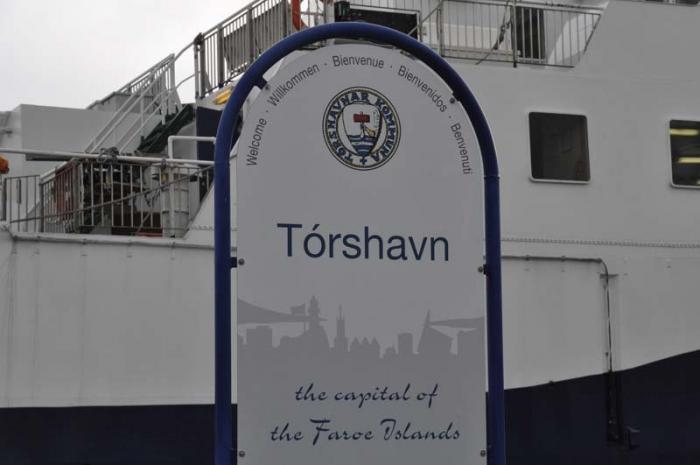 Welcome · Willkommen · Bienvenue · Bienvenidos · Benvenuti
TÓRSHAVNAR KOMMUNA
Tórshavn
the capital of
the Faroe Islands